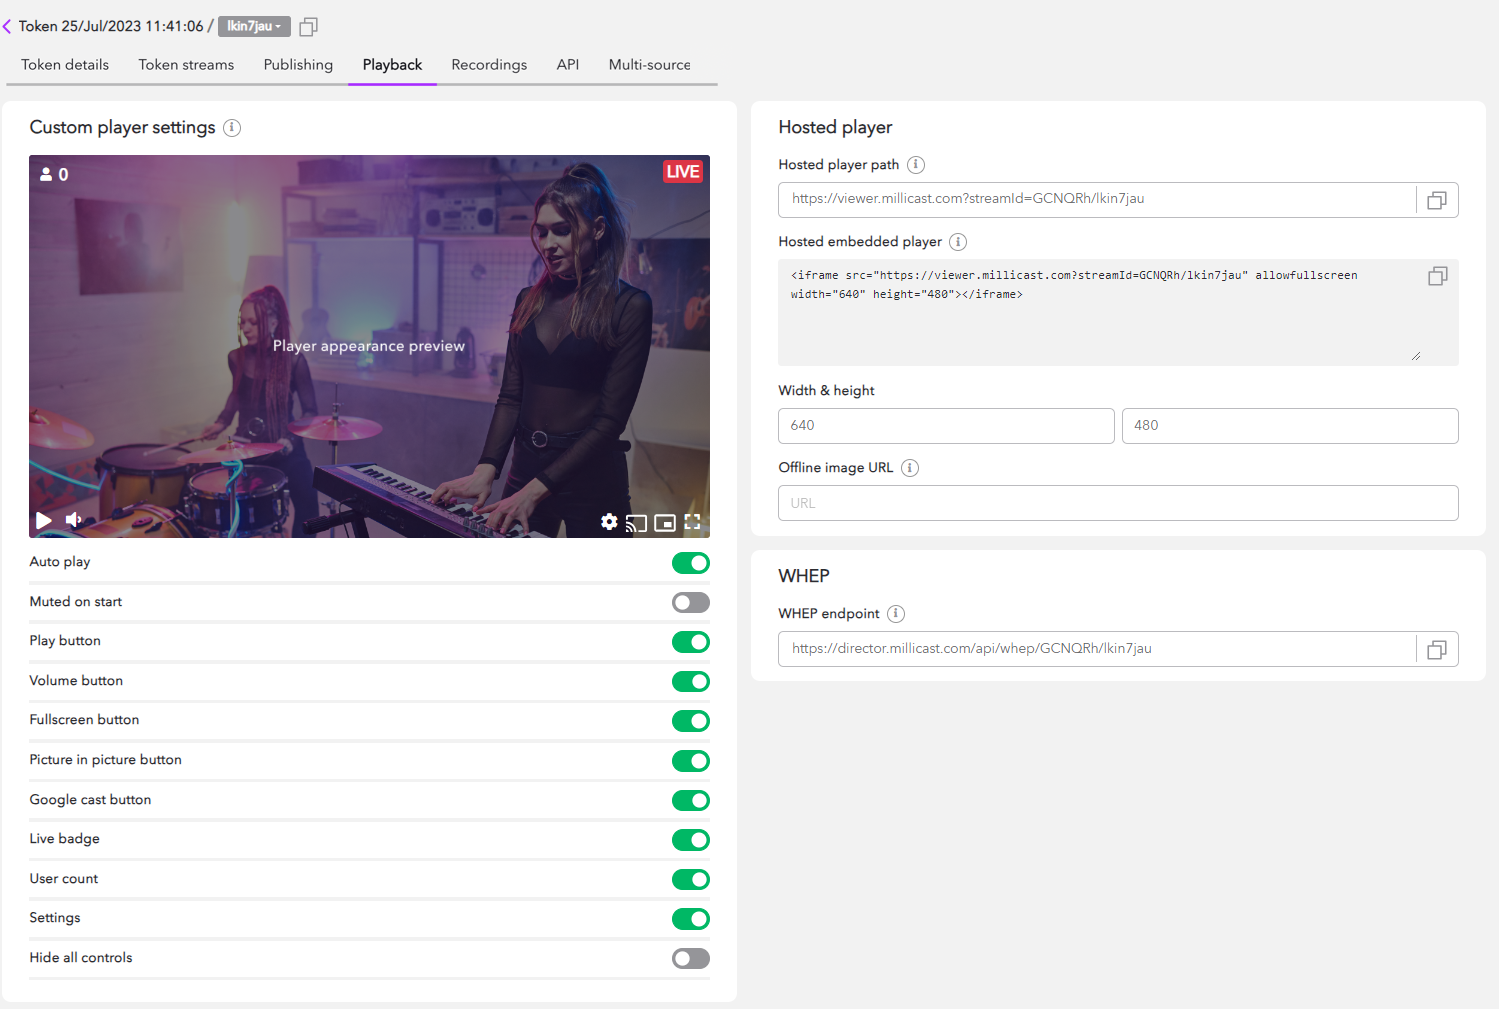 Token 25/Jul/2023 11:41:06 / lkin7jau
Token details Token streams Publishing Playback Recordings API Multi-source
Custom player settings
0
LIVE
Player appearance preview
Auto play
Muted on start
Play button
Volume button
Fullscreen button
Picture in picture button
Google cast button
Live badge
User count
Settings
Hide all controls
Hosted player
Hosted player path
https://viewer.millicast.com?streamId=GCNQRh/lkin7jau
Hosted embedded player
<iframe src="https://viewer.millicast.com?streamId=GCNQRh/lkin7jau" allowfullscreen
width="640" height="480"></iframe>
Width & height
640 480
Offline image URL
URL
WHEP
WHEP endpoint
https://director.millicast.com/api/whep/GCNQRh/lkin7jau